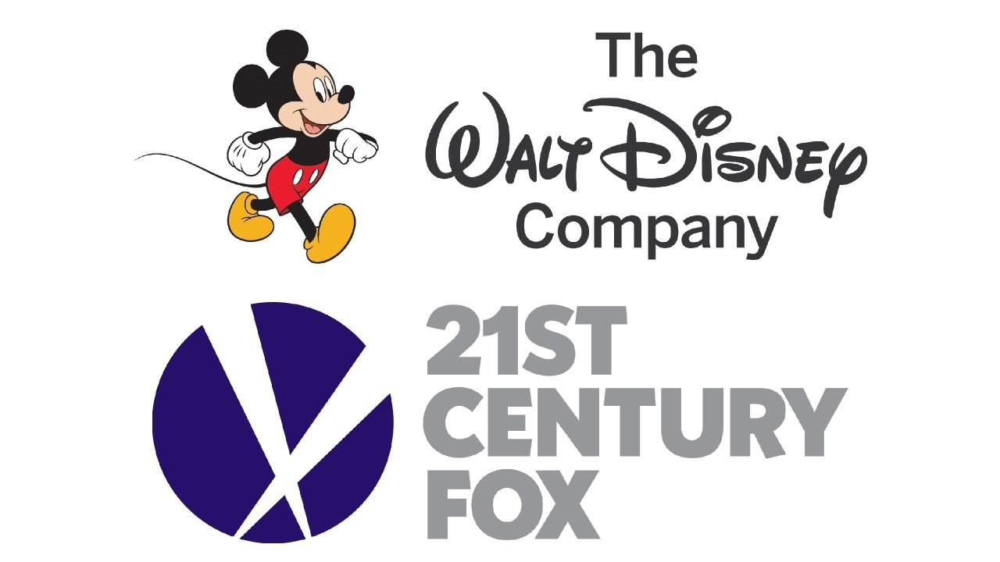 The
Walt Disney
Company
21ST
CENTURY
FOX